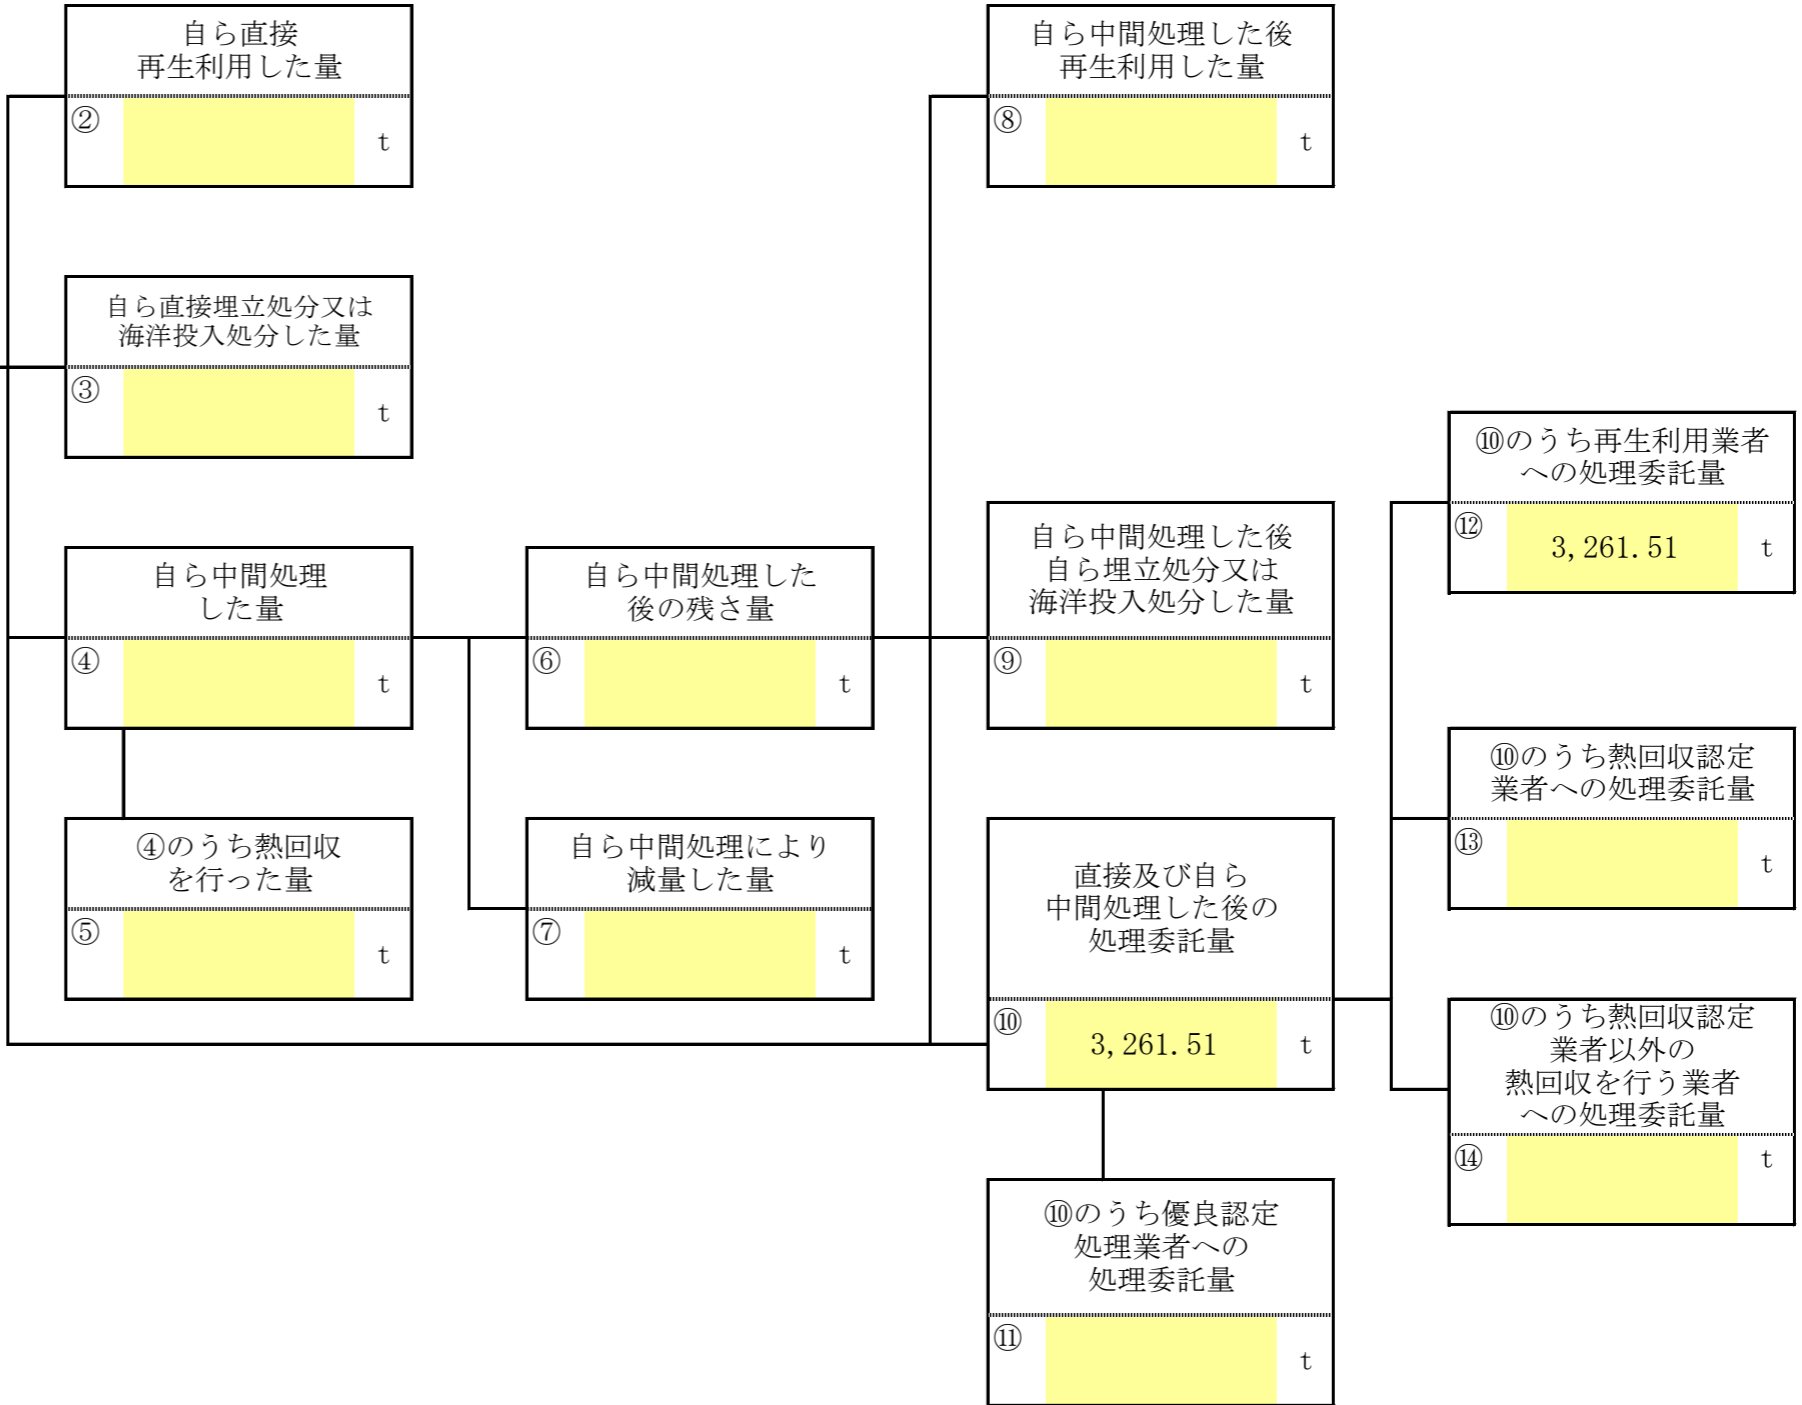 自ら直接
再生利用した量
②
t
自ら中間処理した後
再生利用した量
⑧
t
自ら直接埋立処分又は
海洋投入処分した量
③
t
⑩のうち再生利用業者
への処理委託量
⑫
3,261.51
t
自ら中間処理
した量
④
t
自ら中間処理した
後の残さ量
⑥
t
自ら中間処理した後
自ら埋立処分又は
海洋投入処分した量
⑨
t
⑩のうち熱回収認定
業者への処理委託量
⑬
t
④のうち熱回収
を行った量
⑤
t
自ら中間処理により
減量した量
⑦
t
直接及び自ら
中間処理した後の
処理委託量
⑩
3,261.51
t
⑩のうち熱回収認定
業者以外の
熱回収を行う業者
への処理委託量
⑭
t
⑩のうち優良認定
処理業者への
処理委託量
⑪
t